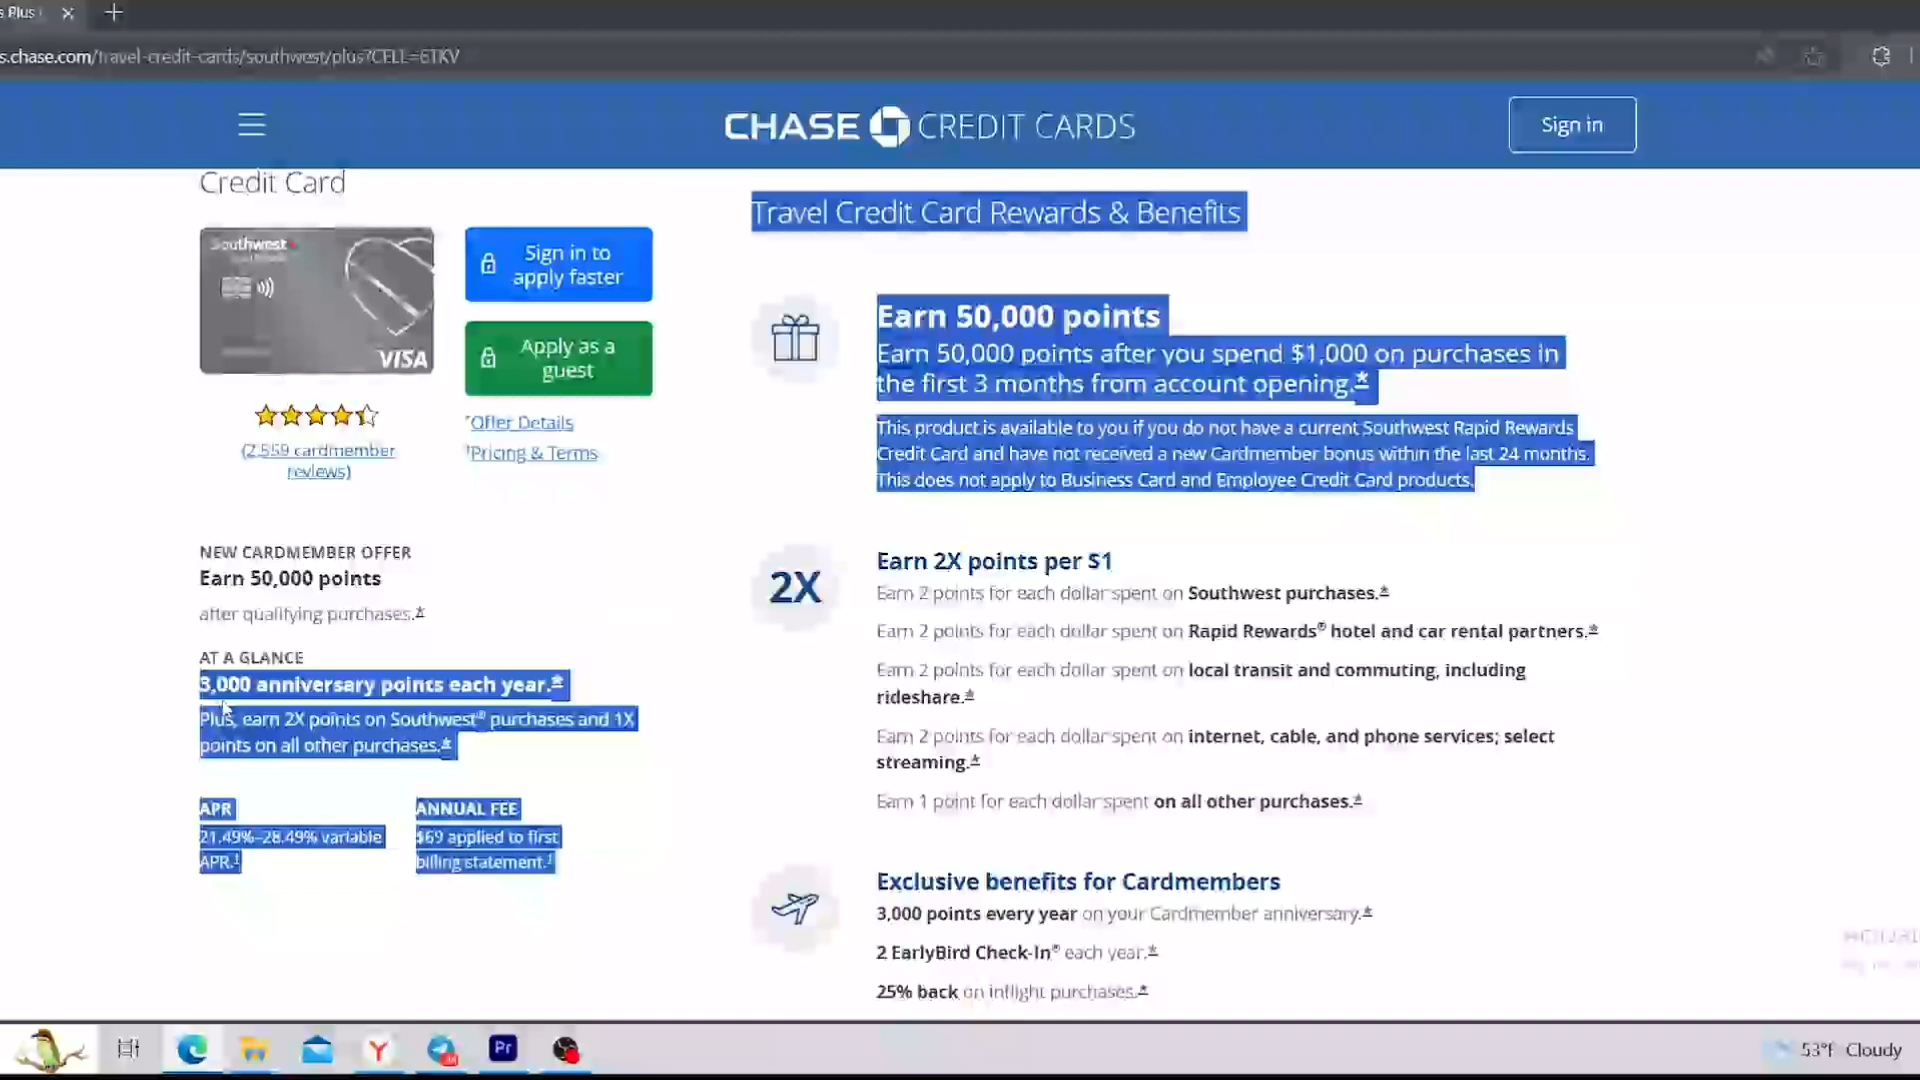 s Plus
s.chase.com/travel-credit-cards/southwest/plus?CELL=6TKV
CHASE CREDIT CARDS
Sign in
Credit Card
Southwest
VISA
Sign in to
apply faster
Apply as a
guest
(2,559 cardmember
reviews)
*Offer Details
†Pricing & Terms
NEW CARDMEMBER OFFER
Earn 50,000 points
after qualifying purchases.*
AT A GLANCE
3,000 anniversary points each year.*
Plus, earn 2X points on Southwest® purchases and 1X
points on all other purchases.*
APR
21.49%–28.49% variable
APR.†
ANNUAL FEE
$69 applied to first
billing statement.†
Travel Credit Card Rewards & Benefits
Earn 50,000 points
Earn 50,000 points after you spend $1,000 on purchases in
the first 3 months from account opening.*
This product is available to you if you do not have a current Southwest Rapid Rewards
Credit Card and have not received a new Cardmember bonus within the last 24 months.
This does not apply to Business Card and Employee Credit Card products.
2X
Earn 2X points per $1
Earn 2 points for each dollar spent on Southwest purchases.*
Earn 2 points for each dollar spent on Rapid Rewards® hotel and car rental partners.*
Earn 2 points for each dollar spent on local transit and commuting, including
rideshare.*
Earn 2 points for each dollar spent on internet, cable, and phone services; select
streaming.*
Earn 1 point for each dollar spent on all other purchases.*
Exclusive benefits for Cardmembers
3,000 points every year on your Cardmember anniversary.*
2 EarlyBird Check-In® each year.*
25% back on inflight purchases.*
Y
Pr
53°F Cloudy